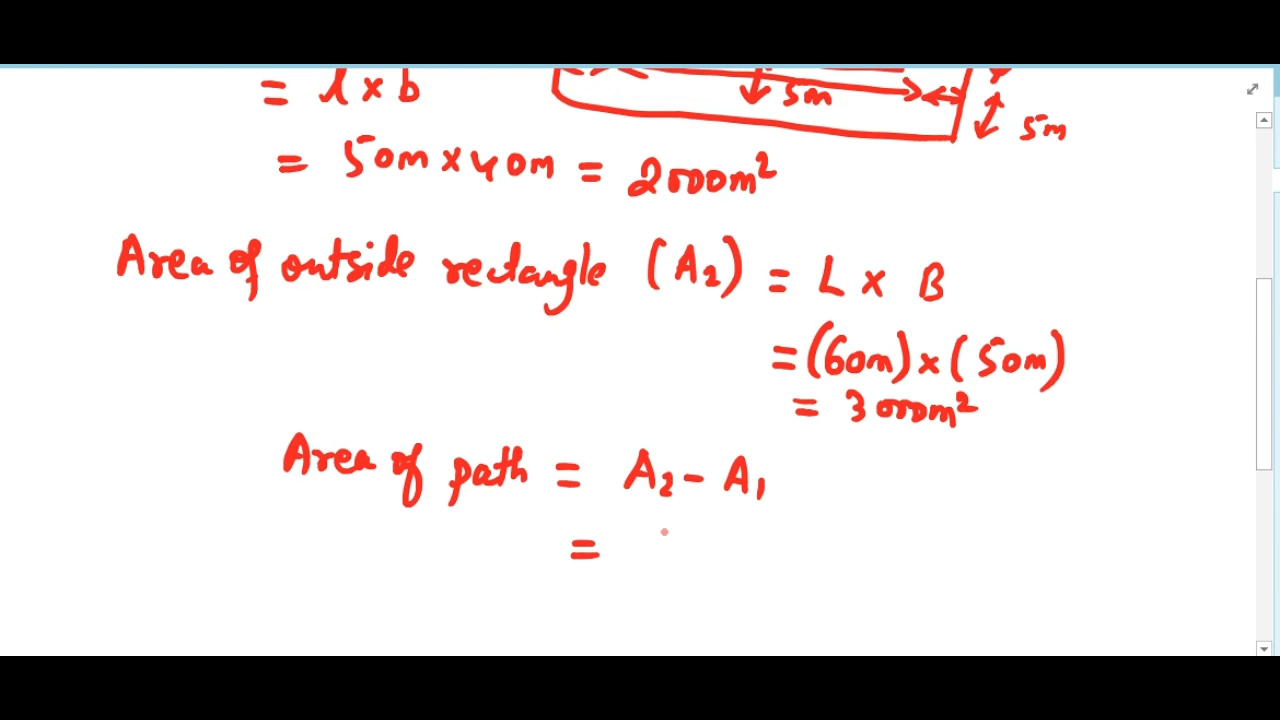 = l x b
5m
5m
= 50m x 40m = 2000m²
Area of outside rectangle (A₂) = L x B
= (60m) x (50m)
= 3000m²
Area of path = A₂ - A₁
=